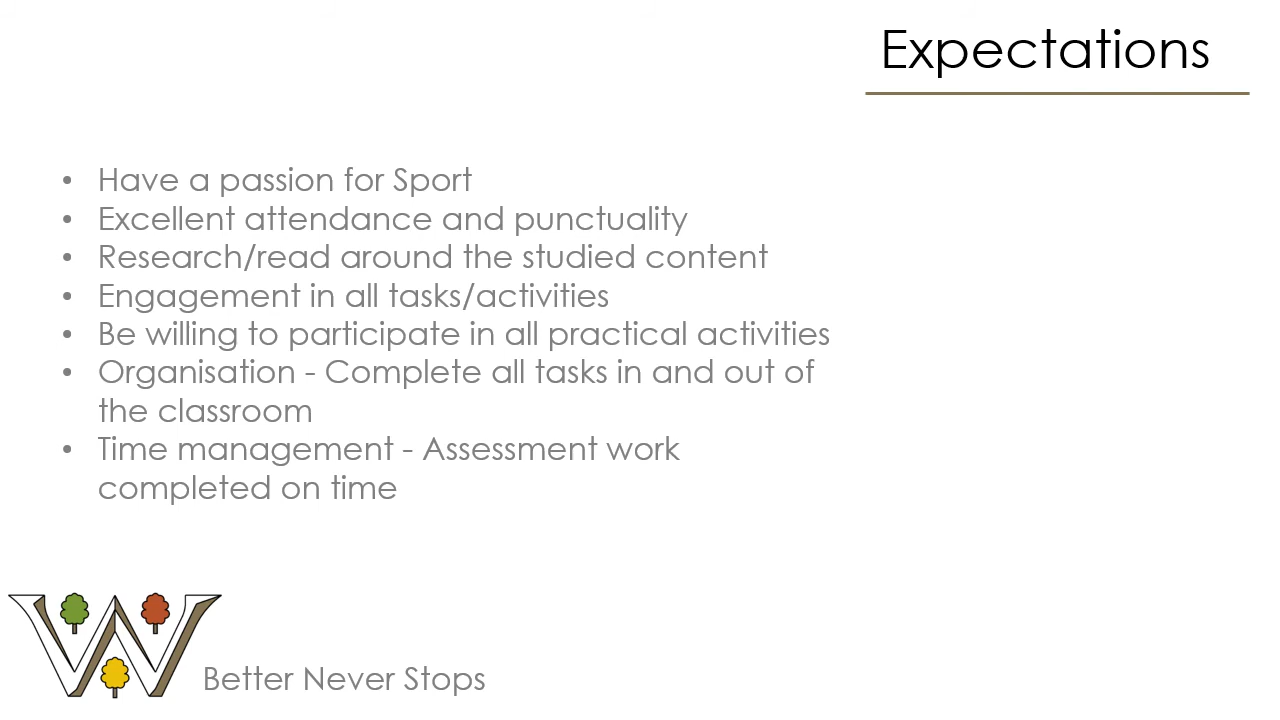 Expectations
• Have a passion for Sport
• Excellent attendance and punctuality
• Research/read around the studied content
• Engagement in all tasks/activities
• Be willing to participate in all practical activities
• Organisation - Complete all tasks in and out of
the classroom
• Time management - Assessment work
completed on time
W
Better Never Stops